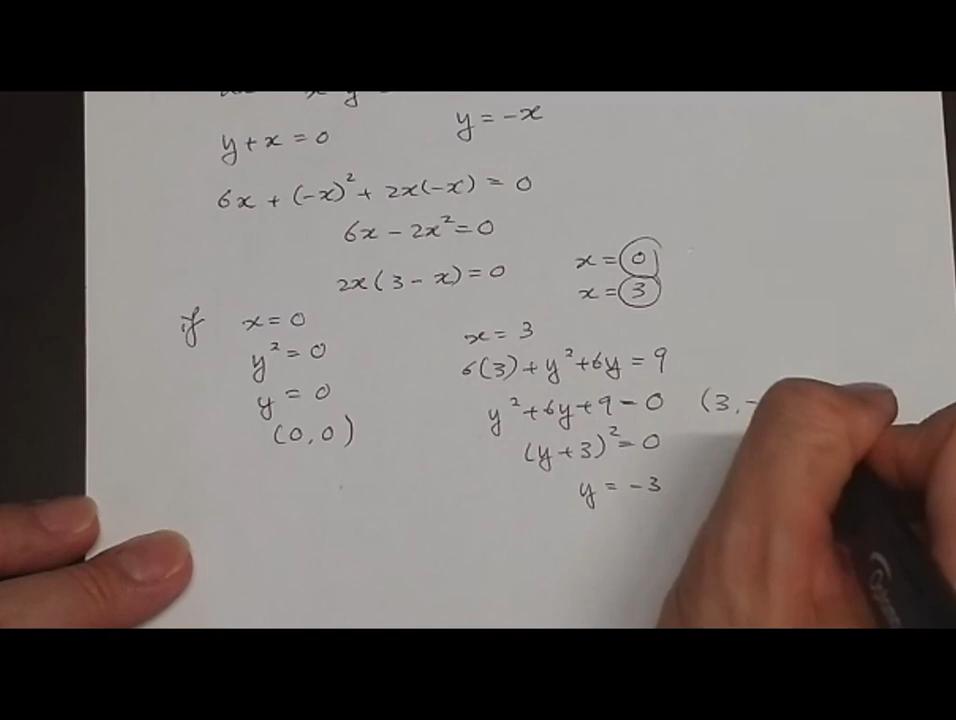 y + x = 0
y = -x
6x + (-x)² + 2x(-x) = 0
6x - 2x² = 0
2x(3 - x) = 0
x = 0
x = 3
if x = 0
y² = 0
y = 0
(0, 0)
x = 3
6(3) + y² + 6y = 9
y² + 6y + 9 - 0
(3, -
(y + 3)² = 0
y = -3